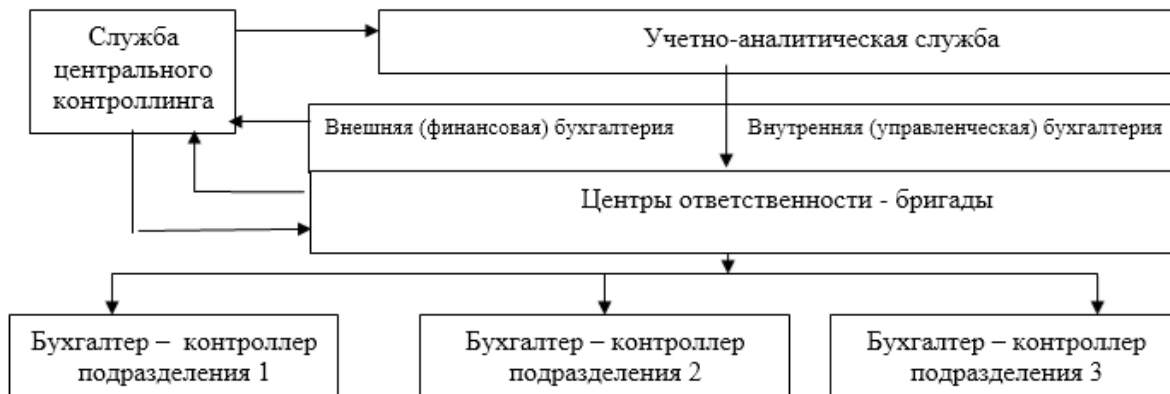 Служба
центрального
контроллинга
Учетно-аналитическая служба
Внешняя (финансовая) бухгалтерия
Внутренняя (управленческая) бухгалтерия
Центры ответственности - бригады
Бухгалтер – контроллер
подразделения 1
Бухгалтер – контроллер
подразделения 2
Бухгалтер – контроллер
подразделения 3